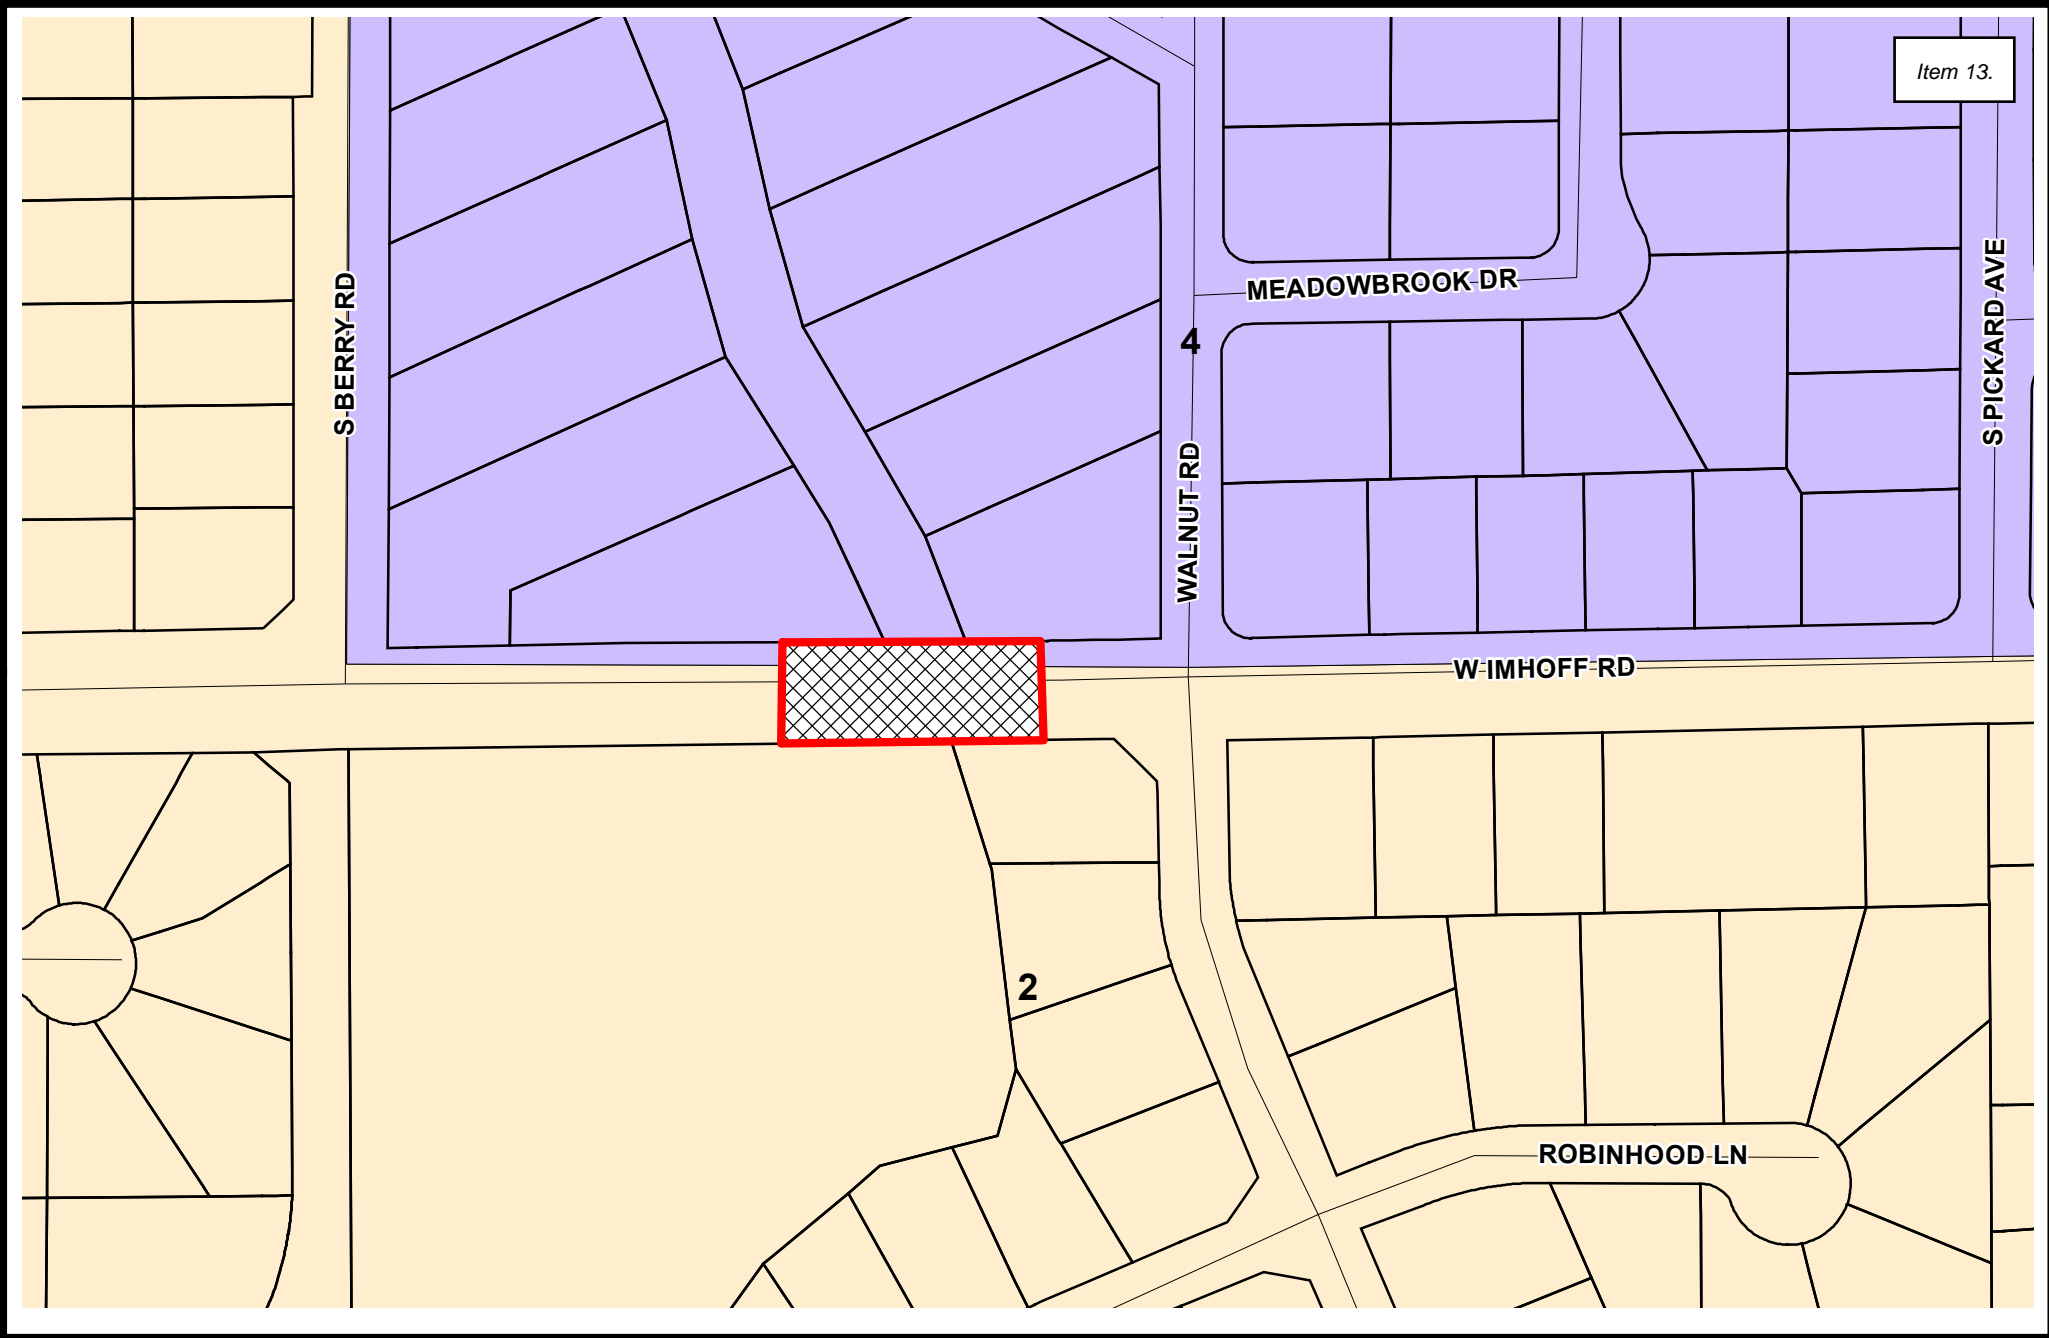 Item 13.
S BERRY RD
MEADOWBROOK DR
S PICKARD AVE
4
WALNUT RD
W IMHOFF RD
2
ROBINHOOD LN